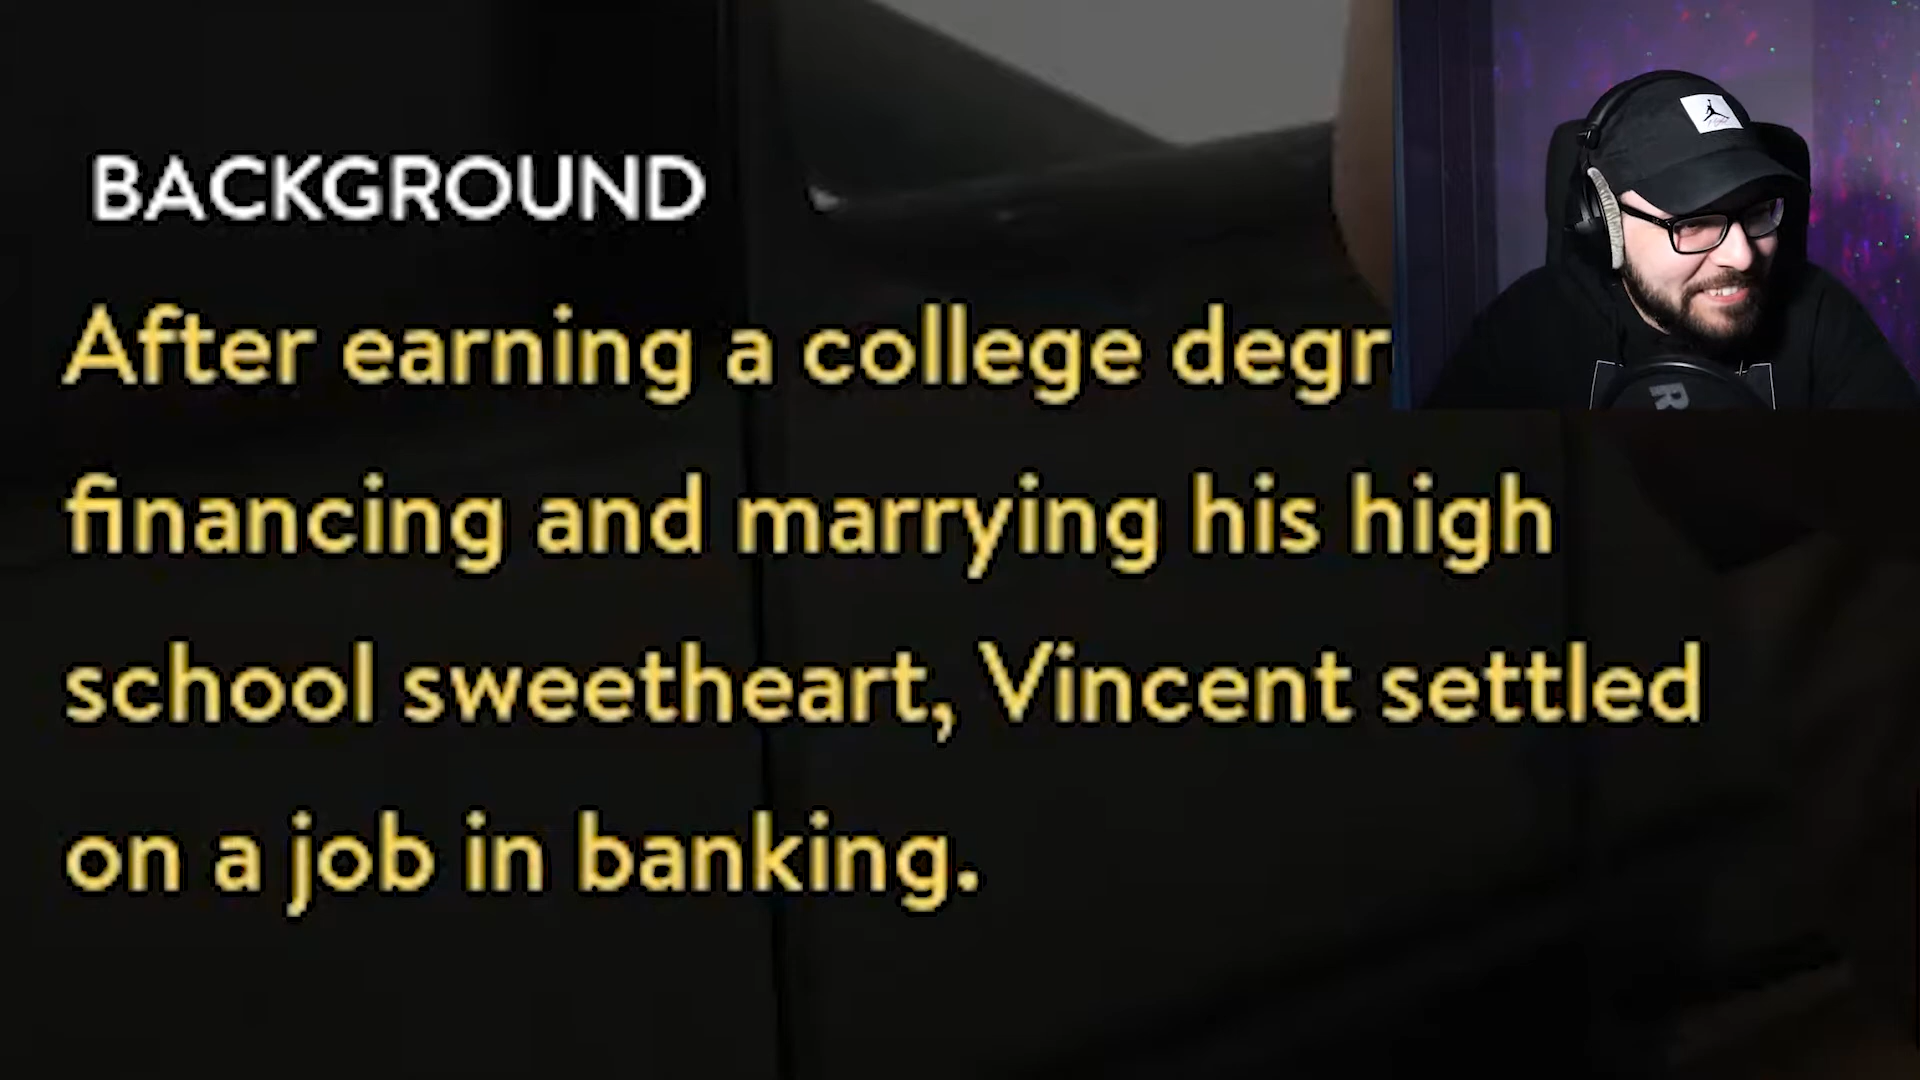 BACKGROUND
After earning a college degr
financing and marrying his high
school sweetheart, Vincent settled
on a job in banking.
R